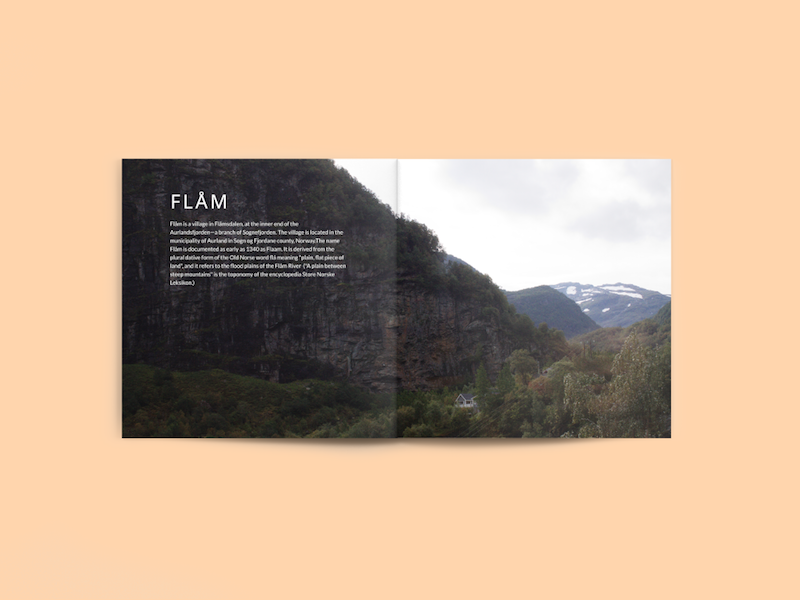 FLÅM
Flåm is a village in Flåmsdalen, at the inner end of the
Aurlandsfjorden—a branch of Sognefjorden. The village is located in the
municipality of Aurland in Sogn og Fjordane county, Norway.The name
Flåm is documented as early as 1340 as Flaam. It is derived from the
plural dative form of the Old Norse word flá meaning "plain, flat piece of
land", and it refers to the flood plains of the Flåm River ("A plain between
steep mountains" is the toponomy of the encyclopedia Store Norske
Leksikon.)